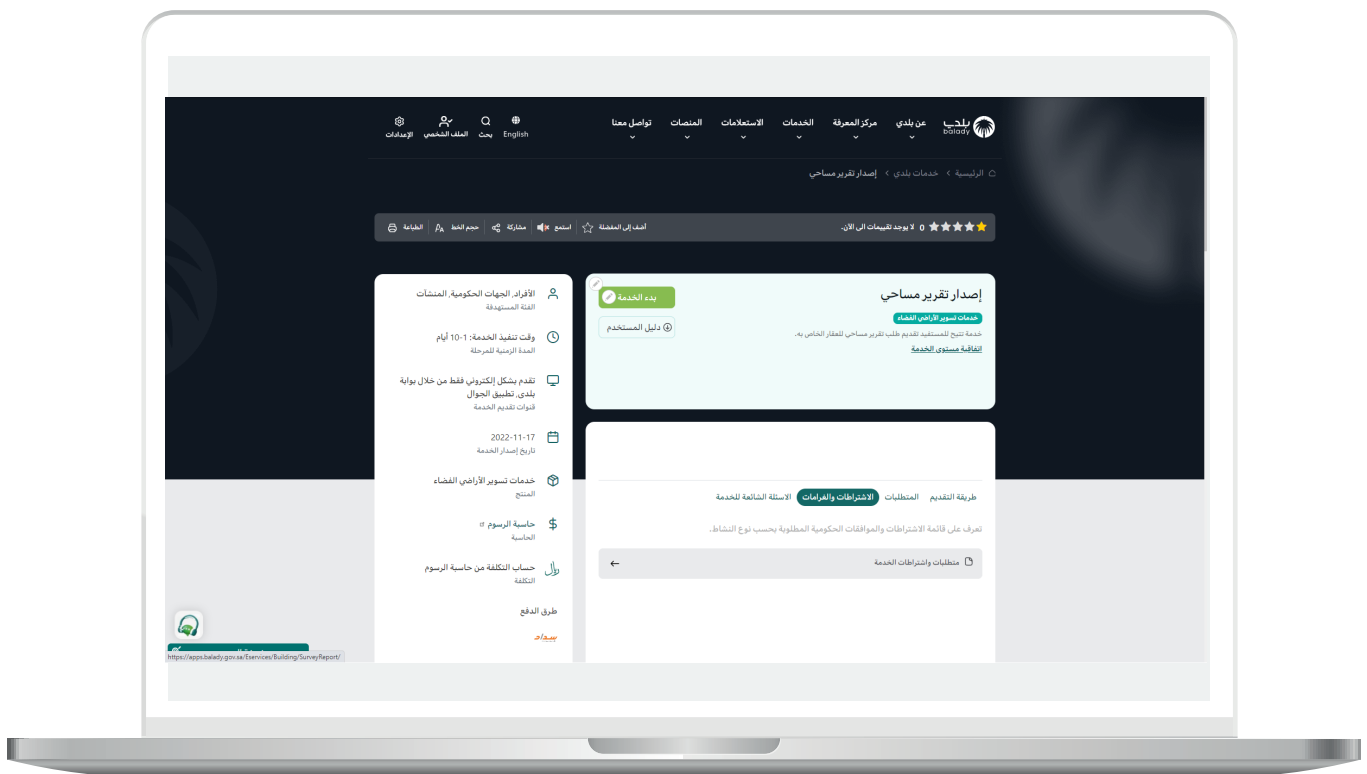 بلدي
balady
عن بلدي
مركز المعرفة
الخدمات
الاستعلامات
المنصات
تواصل معنا
English
بحث
الملف الشخصي
الإعدادات
الرئيسية > خدمات بلدي > إصدار تقرير مساحي
0 لا يوجد تقييمات الى الآن.
أضف إلى المفضلة
استمع
مشاركة
حجم الخط
الطباعة
إصدار تقرير مساحي
خدمات تسوير الأراضي الفضاء
خدمة تتيح للمستفيد تقديم طلب تقرير مساحي للعقار الخاص به.
اتفاقية مستوى الخدمة
بدء الخدمة
دليل المستخدم
طريقة التقديم
المتطلبات
الاشتراطات والغرامات
الاسئلة الشائعة للخدمة
تعرف على قائمة الاشتراطات والموافقات الحكومية المطلوبة بحسب نوع النشاط.
متطلبات واشتراطات الخدمة
الأفراد, الجهات الحكومية, المنشآت
الفئة المستهدفة
وقت تنفيذ الخدمة: 1-10 أيام
المدة الزمنية للمرحلة
تقدم بشكل إلكتروني فقط من خلال بوابة
بلدي, تطبيق الجوال
قنوات تقديم الخدمة
2022-11-17
تاريخ إصدار الخدمة
خدمات تسوير الأراضي الفضاء
المنتج
حاسبة الرسوم
الحاسبة
حساب التكلفة من حاسبة الرسوم
التكلفة
طرق الدفع
سداد
https://apps.balady.gov.sa/Eservices/Building/SurveyReport/